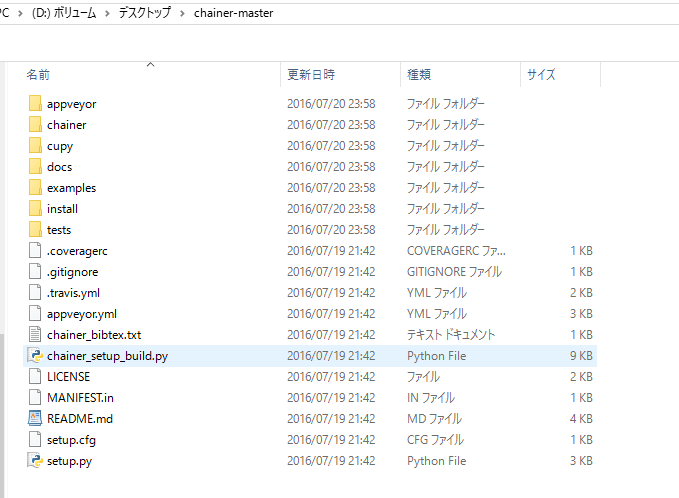 PC > (D:) ボリューム > デスクトップ > chainer-master
名前 更新日時 種類 サイズ
appveyor 2016/07/20 23:58 ファイル フォルダー
chainer 2016/07/20 23:58 ファイル フォルダー
cupy 2016/07/20 23:58 ファイル フォルダー
docs 2016/07/20 23:58 ファイル フォルダー
examples 2016/07/20 23:58 ファイル フォルダー
install 2016/07/20 23:58 ファイル フォルダー
tests 2016/07/20 23:58 ファイル フォルダー
.coveragerc 2016/07/19 21:42 COVERAGERC ファ... 1 KB
.gitignore 2016/07/19 21:42 GITIGNORE ファイル 1 KB
.travis.yml 2016/07/19 21:42 YML ファイル 2 KB
appveyor.yml 2016/07/19 21:42 YML ファイル 3 KB
chainer_bibtex.txt 2016/07/19 21:42 テキスト ドキュメント 1 KB
chainer_setup_build.py 2016/07/19 21:42 Python File 9 KB
LICENSE 2016/07/19 21:42 ファイル 2 KB
MANIFEST.in 2016/07/19 21:42 IN ファイル 1 KB
README.md 2016/07/19 21:42 MD ファイル 4 KB
setup.cfg 2016/07/19 21:42 CFG ファイル 1 KB
setup.py 2016/07/19 21:42 Python File 3 KB